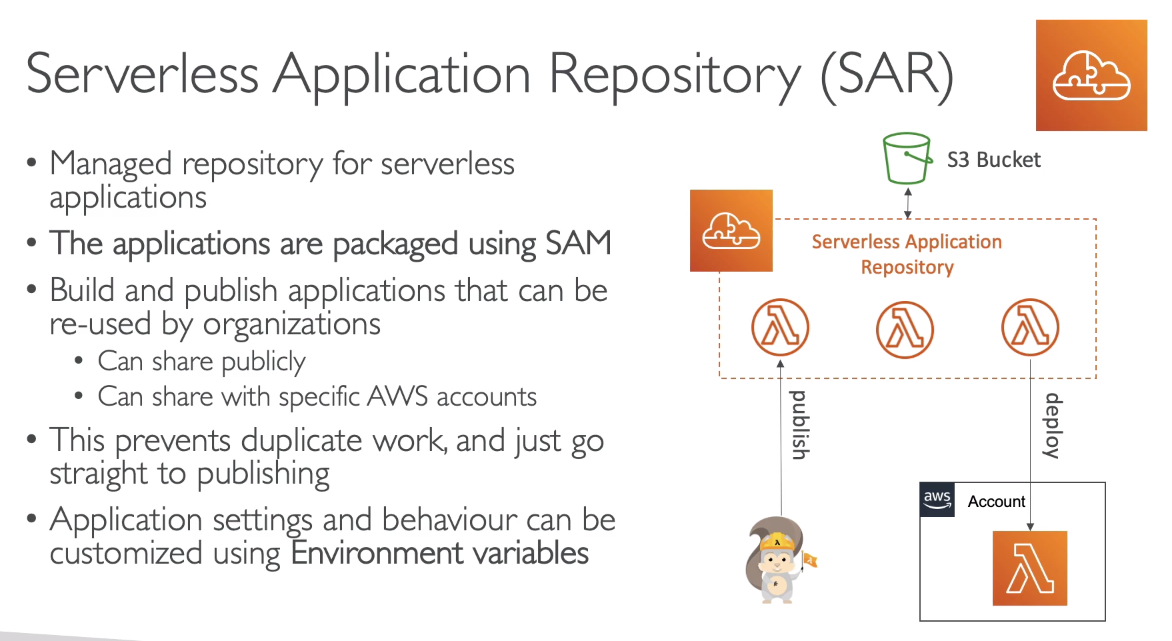 Serverless Application Repository (SAR)
• Managed repository for serverless
applications
• The applications are packaged using SAM
• Build and publish applications that can be
re-used by organizations
• Can share publicly
• Can share with specific AWS accounts
• This prevents duplicate work, and just go
straight to publishing
• Application settings and behaviour can be
customized using Environment variables
S3 Bucket
Serverless Application
Repository
publish
deploy
aws
Account